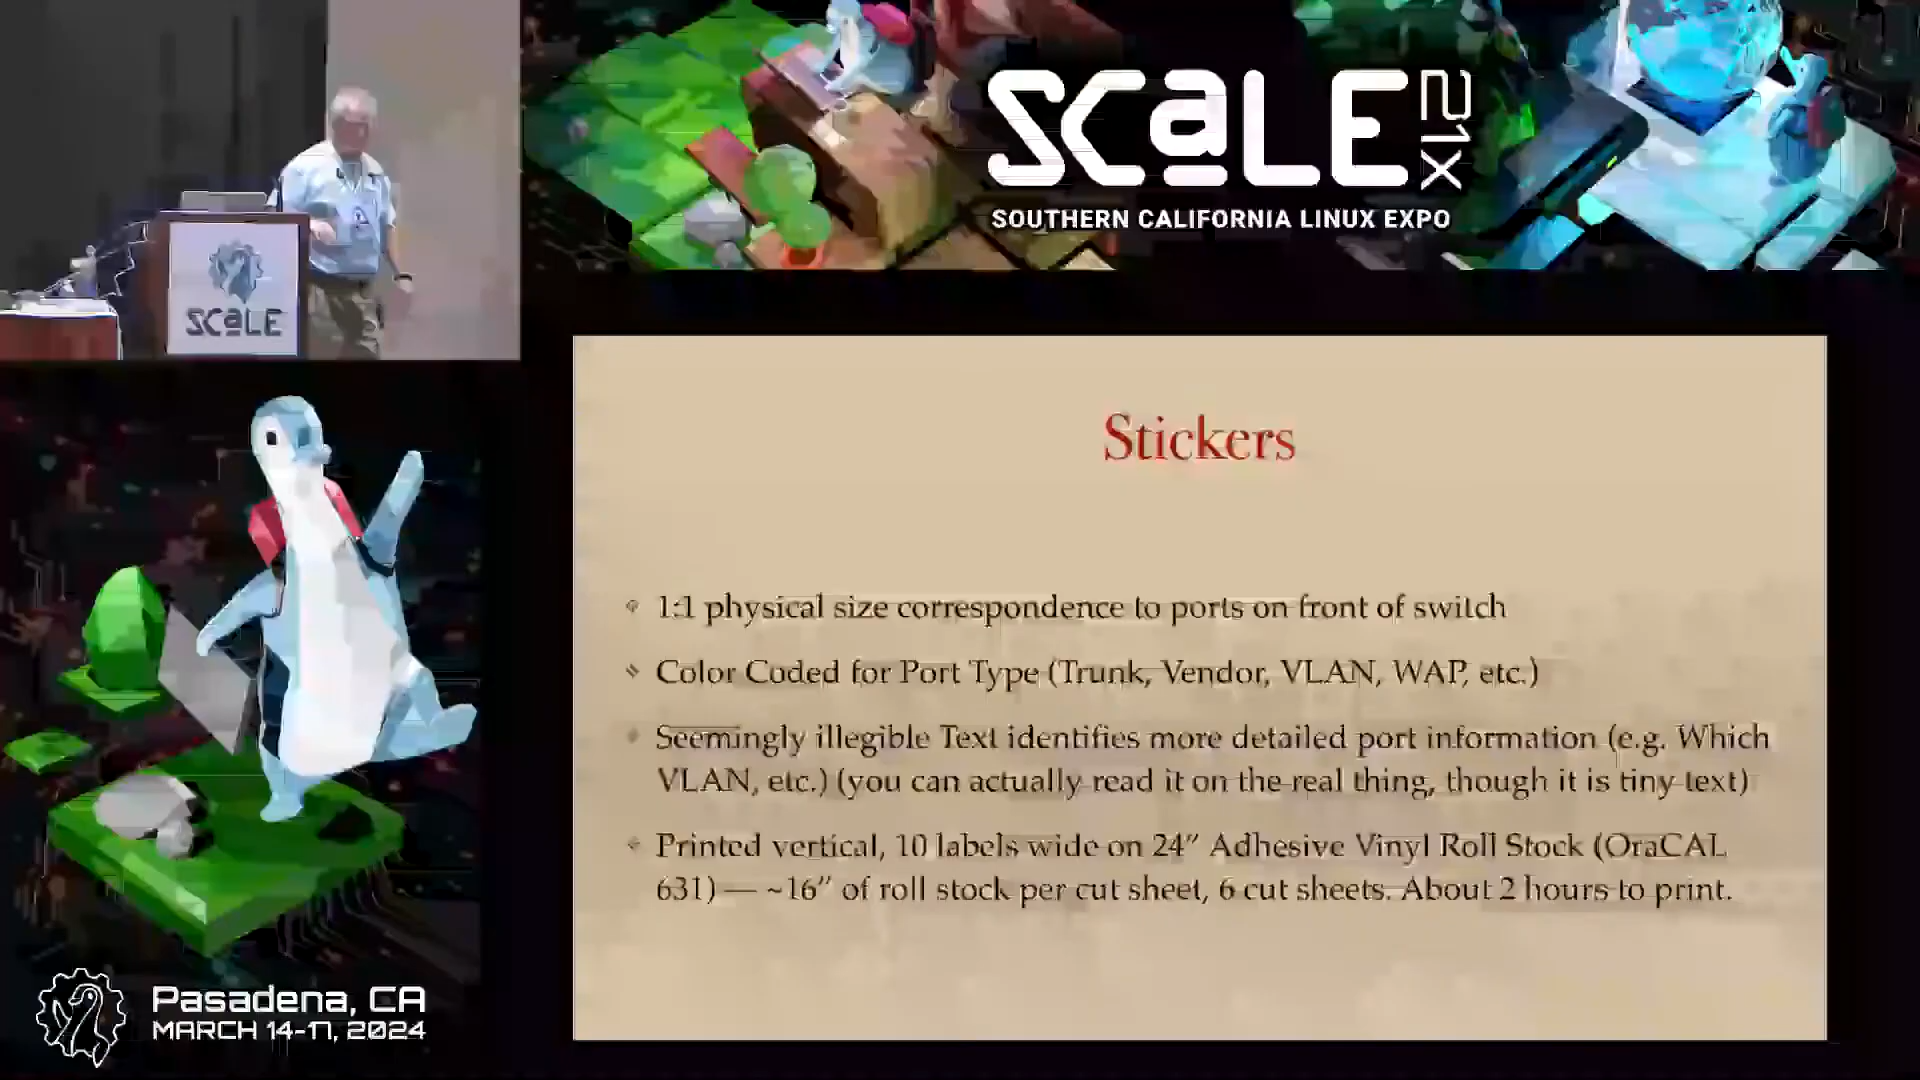 SCaLE 21X
SOUTHERN CALIFORNIA LINUX EXPO
SCaLE
Stickers
1:1 physical size correspondence to ports on front of switch
Color Coded for Port Type (Trunk, Vendor, VLAN, WAP, etc.)
Seemingly illegible Text identifies more detailed port information (e.g. Which
VLAN, etc.) (you can actually read it on the real thing, though it is tiny text)
Printed vertical, 10 labels wide on 24” Adhesive Vinyl Roll Stock (OraCAL
631) — ~16” of roll stock per cut sheet, 6 cut sheets. About 2 hours to print.
Pasadena, CA
MARCH 14-17, 2024